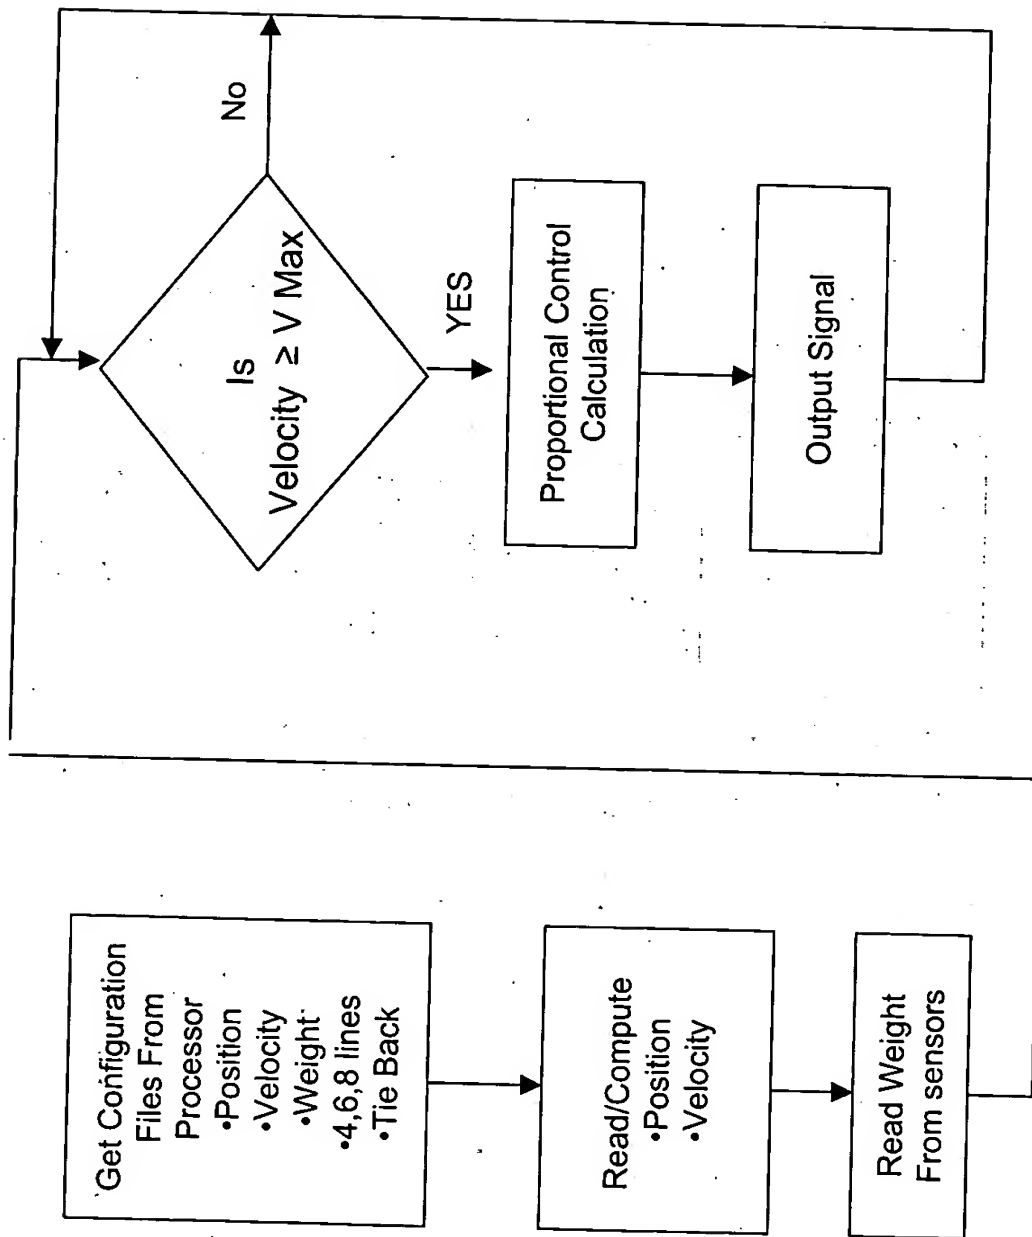 Get Configuration
Files From
Processor
•Position
•Velocity
•Weight
•4,6,8 lines
•Tie Back
Read/Compute
•Position
•Velocity
Read Weight
From sensors
Is
Velocity ≥ V Max
No
YES
Proportional Control
Calculation
Output Signal